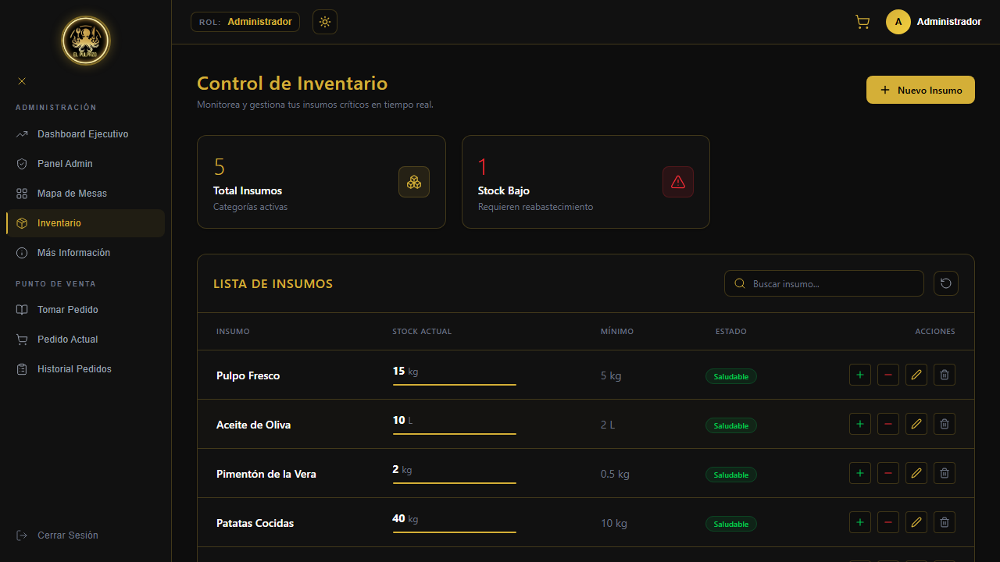 EL PULPAZO
ROL: Administrador
A Administrador
ADMINISTRACIÓN
Dashboard Ejecutivo
Panel Admin
Mapa de Mesas
Inventario
Más Información
PUNTO DE VENTA
Tomar Pedido
Pedido Actual
Historial Pedidos
Cerrar Sesión
Control de Inventario
Monitorea y gestiona tus insumos críticos en tiempo real.
Nuevo Insumo
5
Total Insumos
Categorías activas
1
Stock Bajo
Requieren reabastecimiento
LISTA DE INSUMOS
Buscar insumo...
INSUMO STOCK ACTUAL MÍNIMO ESTADO ACCIONES
Pulpo Fresco 15 kg 5 kg Saludable
Aceite de Oliva 10 L 2 L Saludable
Pimentón de la Vera 2 kg 0.5 kg Saludable
Patatas Cocidas 40 kg 10 kg Saludable